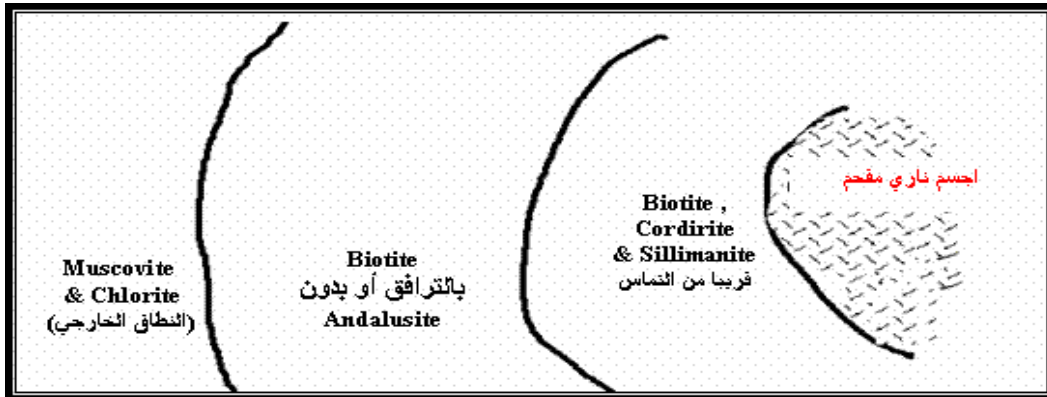 Muscovite
& Chlorite
(النطاق الخارجي)
Biotite
بالترافق أو بدون
Andalusite
Biotite ,
Cordirite
& Sillimanite
قريبا من التماس
اجسم ناري مقحم